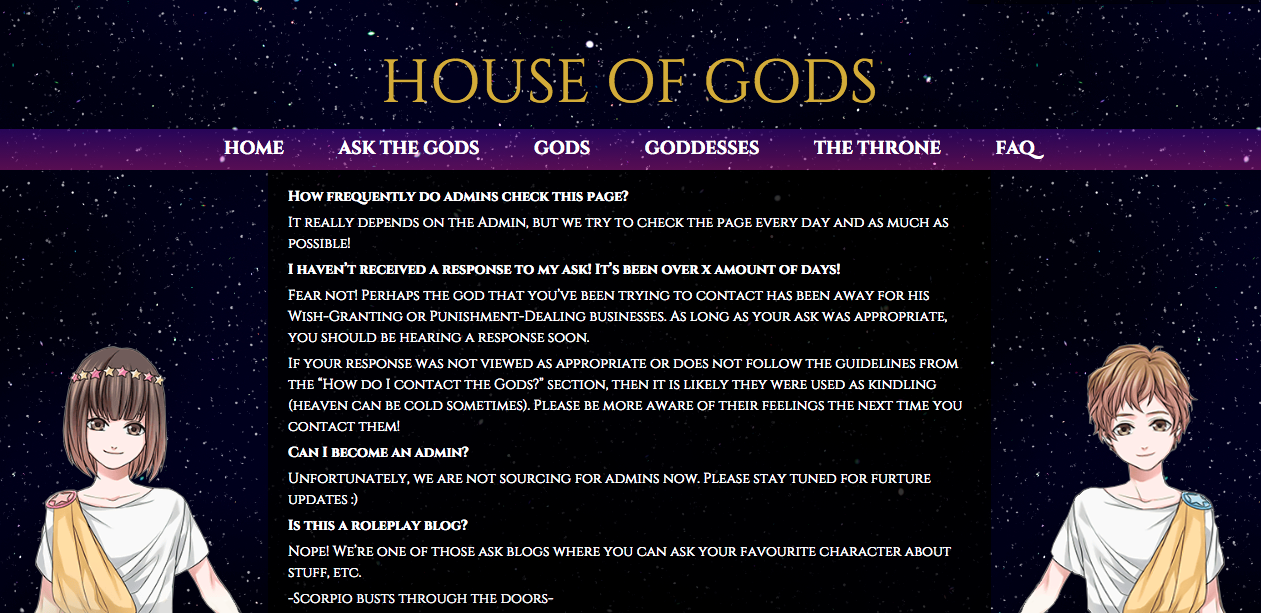 HOUSE OF GODS
HOME ASK THE GODS GODS GODDESSES THE THRONE FAQ
How frequently do admins check this page?
It really depends on the Admin, but we try to check the page every day and as much as
possible!
I haven't received a response to my ask! It's been over x amount of days!
Fear not! Perhaps the god that you've been trying to contact has been away for his
Wish-Granting or Punishment-Dealing businesses. As long as your ask was appropriate,
you should be hearing a response soon.
If your response was not viewed as appropriate or does not follow the guidelines from
the "How do I contact the Gods?" section, then it is likely they were used as kindling
(heaven can be cold sometimes). Please be more aware of their feelings the next time you
contact them!
Can I become an admin?
Unfortunately, we are not sourcing for admins now. Please stay tuned for furture
updates :)
Is this a roleplay blog?
Nope! We're one of those ask blogs where you can ask your favourite character about
stuff, etc.
-Scorpio busts through the doors-